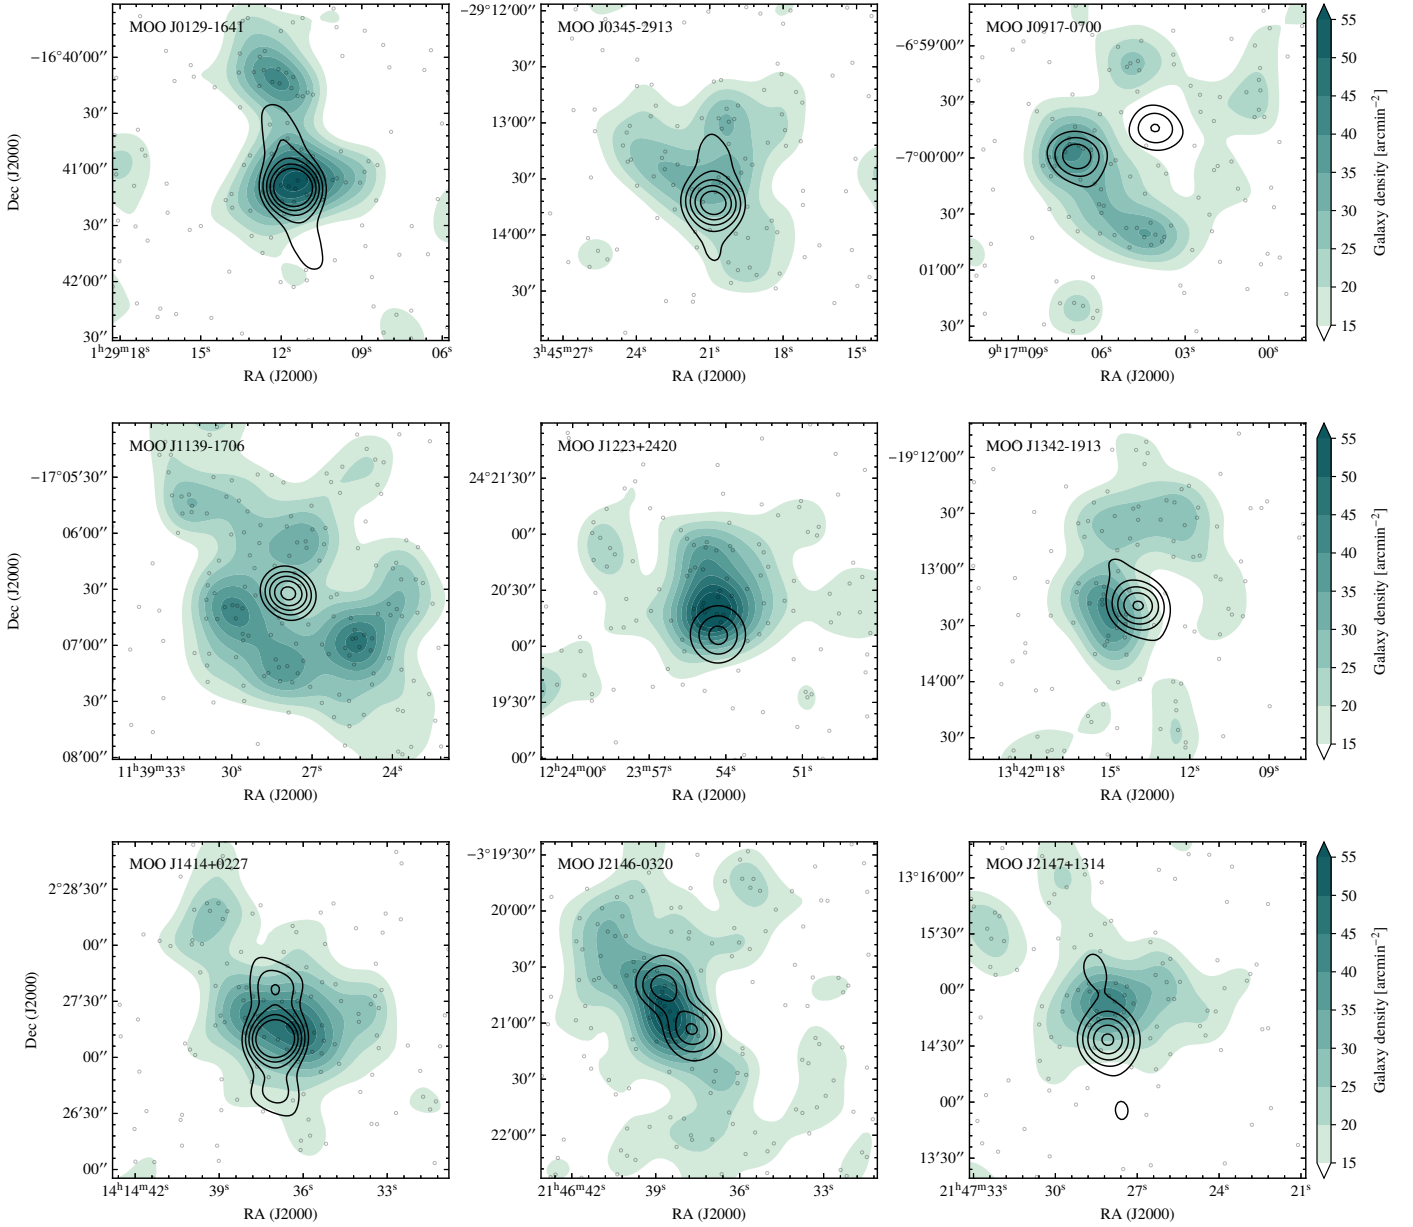 MOO J0129-1641
−16°40′00″
30″
41′00″
30″
42′00″
30″
1ʰ29ᵐ18ˢ 15ˢ 12ˢ 09ˢ 06ˢ
RA (J2000)
Dec (J2000)
MOO J0345-2913
−29°12′00″
30″
13′00″
30″
14′00″
30″
3ʰ45ᵐ27ˢ 24ˢ 21ˢ 18ˢ 15ˢ
RA (J2000)
MOO J0917-0700
−6°59′00″
30″
−7°00′00″
30″
01′00″
30″
9ʰ17ᵐ09ˢ 06ˢ 03ˢ 00ˢ
RA (J2000)
55
50
45
40
35
30
25
20
15
Galaxy density [arcmin⁻²]
MOO J1139-1706
−17°05′30″
06′00″
30″
07′00″
30″
08′00″
11ʰ39ᵐ33ˢ 30ˢ 27ˢ 24ˢ
RA (J2000)
Dec (J2000)
MOO J1223+2420
24°21′30″
00″
20′30″
00″
19′30″
00″
12ʰ24ᵐ00ˢ 23ᵐ57ˢ 54ˢ 51ˢ
RA (J2000)
MOO J1342-1913
−19°12′00″
30″
13′00″
30″
14′00″
30″
13ʰ42ᵐ18ˢ 15ˢ 12ˢ 09ˢ
RA (J2000)
55
50
45
40
35
30
25
20
15
Galaxy density [arcmin⁻²]
MOO J1414+0227
2°28′30″
00″
27′30″
00″
26′30″
00″
14ʰ14ᵐ42ˢ 39ˢ 36ˢ 33ˢ
RA (J2000)
Dec (J2000)
MOO J2146-0320
−3°19′30″
20′00″
30″
21′00″
30″
22′00″
21ʰ46ᵐ42ˢ 39ˢ 36ˢ 33ˢ
RA (J2000)
MOO J2147+1314
13°16′00″
15′30″
00″
14′30″
00″
13′30″
21ʰ47ᵐ33ˢ 30ˢ 27ˢ 24ˢ 21ˢ
RA (J2000)
55
50
45
40
35
30
25
20
15
Galaxy density [arcmin⁻²]